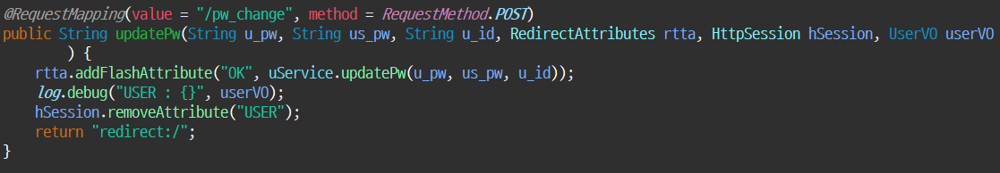 @RequestMapping(value = "/pw_change", method = RequestMethod.POST)
public String updatePw(String u_pw, String us_pw, String u_id, RedirectAttributes rtta, HttpSession hSession, UserVO userVO
) {
rtta.addFlashAttribute("OK", uService.updatePw(u_pw, us_pw, u_id));
log.debug("USER : {}", userVO);
hSession.removeAttribute("USER");
return "redirect:/";
}